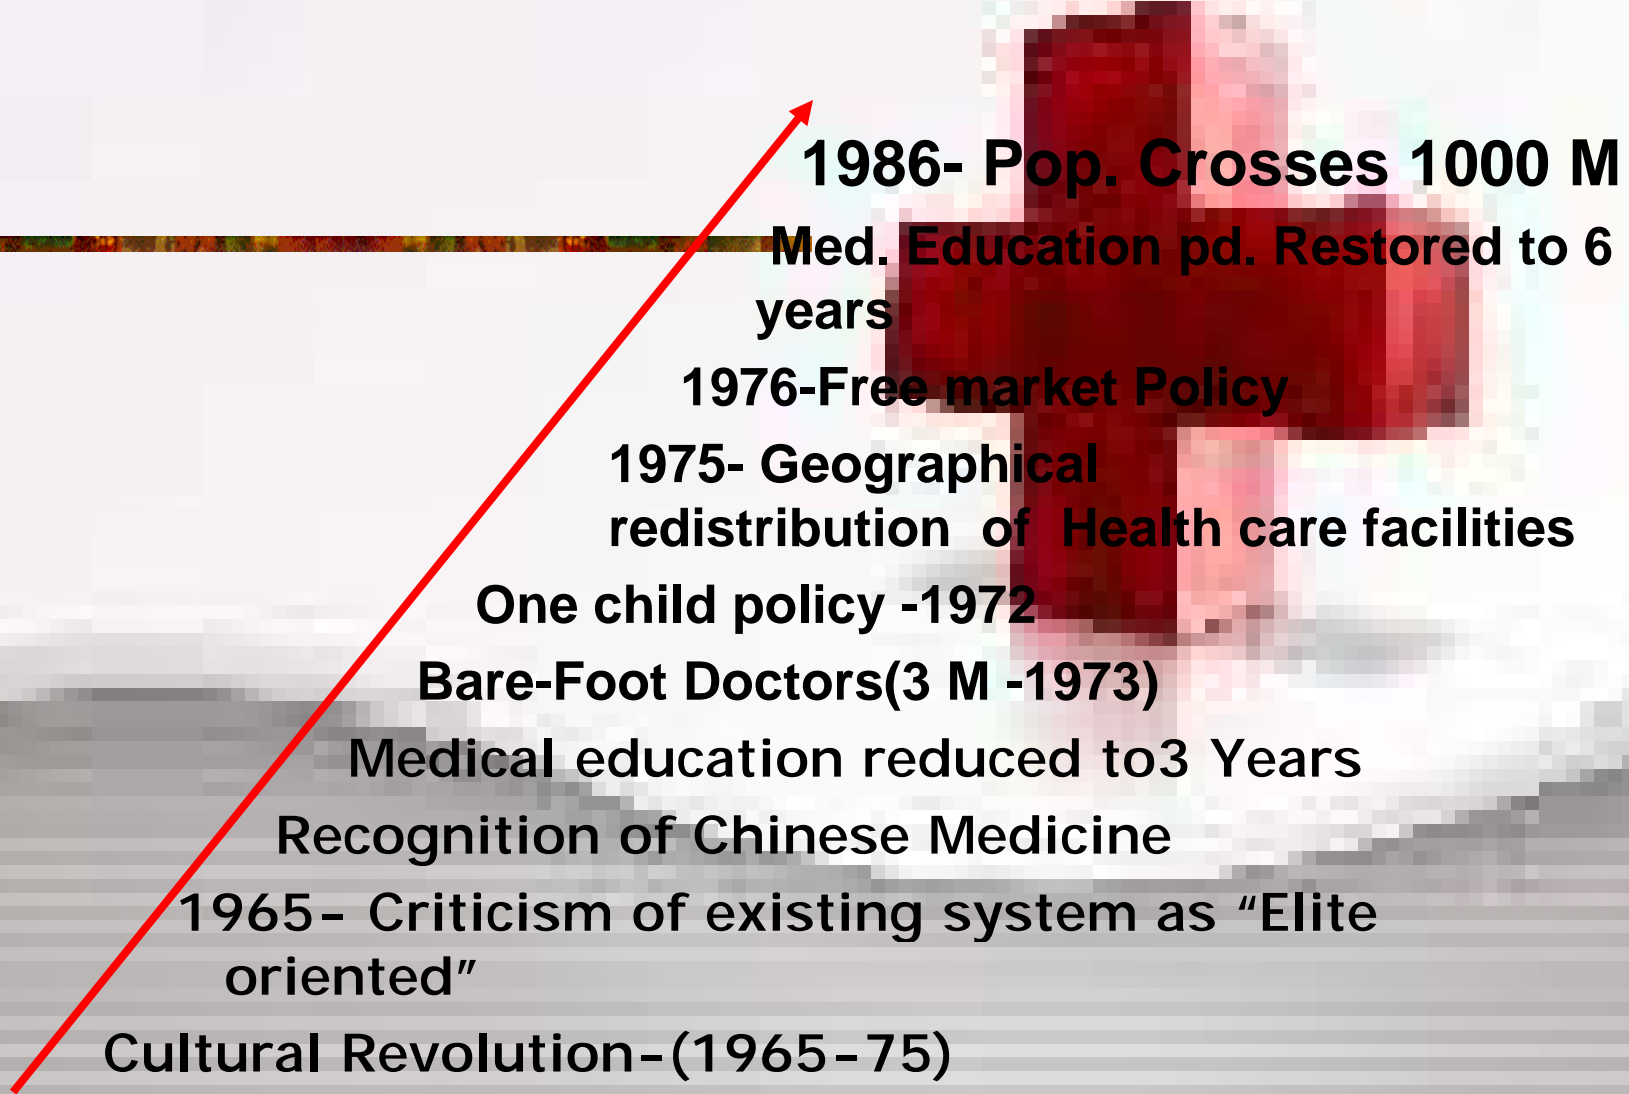 1986- Pop. Crosses 1000 M
Med. Education pd. Restored to 6
years
1976-Free market Policy
1975- Geographical
redistribution of Health care facilities
One child policy -1972
Bare-Foot Doctors(3 M -1973)
Medical education reduced to3 Years
Recognition of Chinese Medicine
1965- Criticism of existing system as “Elite
oriented”
Cultural Revolution-(1965-75)